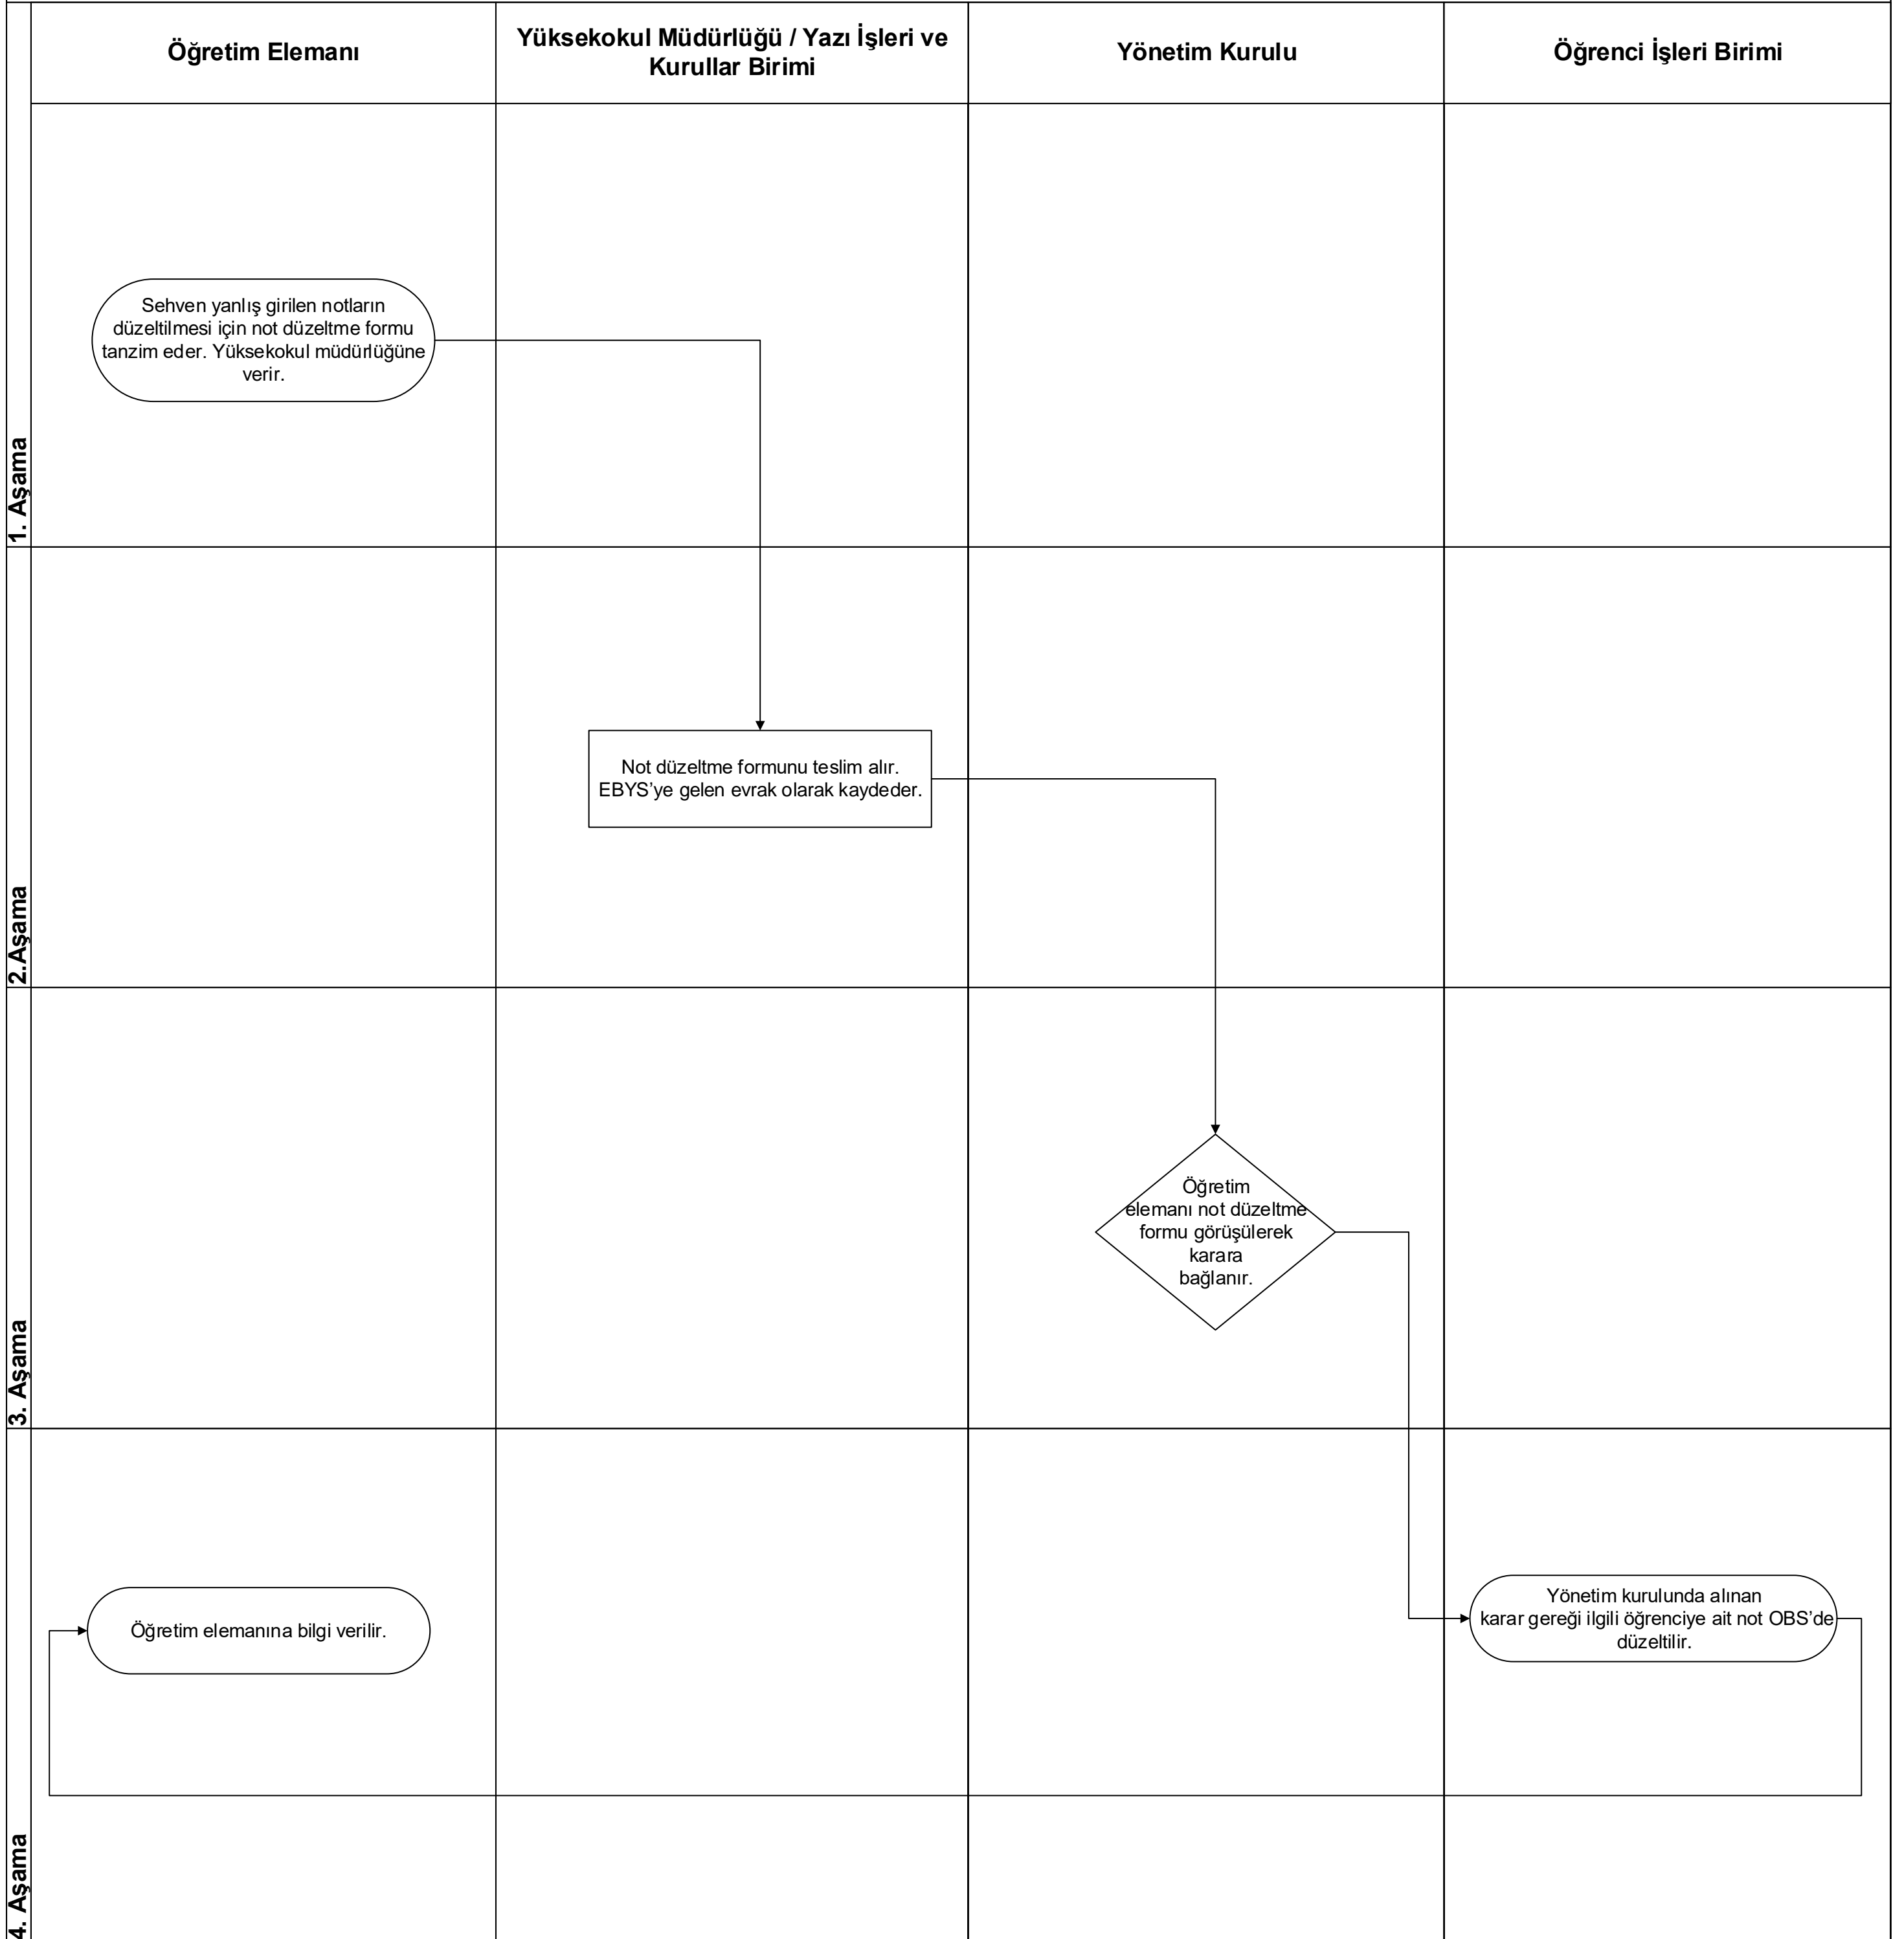 Öğretim Elemanı
Yüksekokul Müdürlüğü / Yazı İşleri ve
Kurullar Birimi
Yönetim Kurulu
Öğrenci İşleri Birimi
1. Aşama
Sehven yanlış girilen notların
düzeltilmesi için not düzeltme formu
tanzim eder. Yüksekokul müdürlüğüne
verir.
2.Aşama
Not düzeltme formunu teslim alır.
EBYS’ye gelen evrak olarak kaydeder.
3. Aşama
Öğretim
elemanı not düzeltme
formu görüşülerek
karara
bağlanır.
4. Aşama
Öğretim elemanına bilgi verilir.
Yönetim kurulunda alınan
karar gereği ilgili öğrenciye ait not OBS’de
düzeltilir.